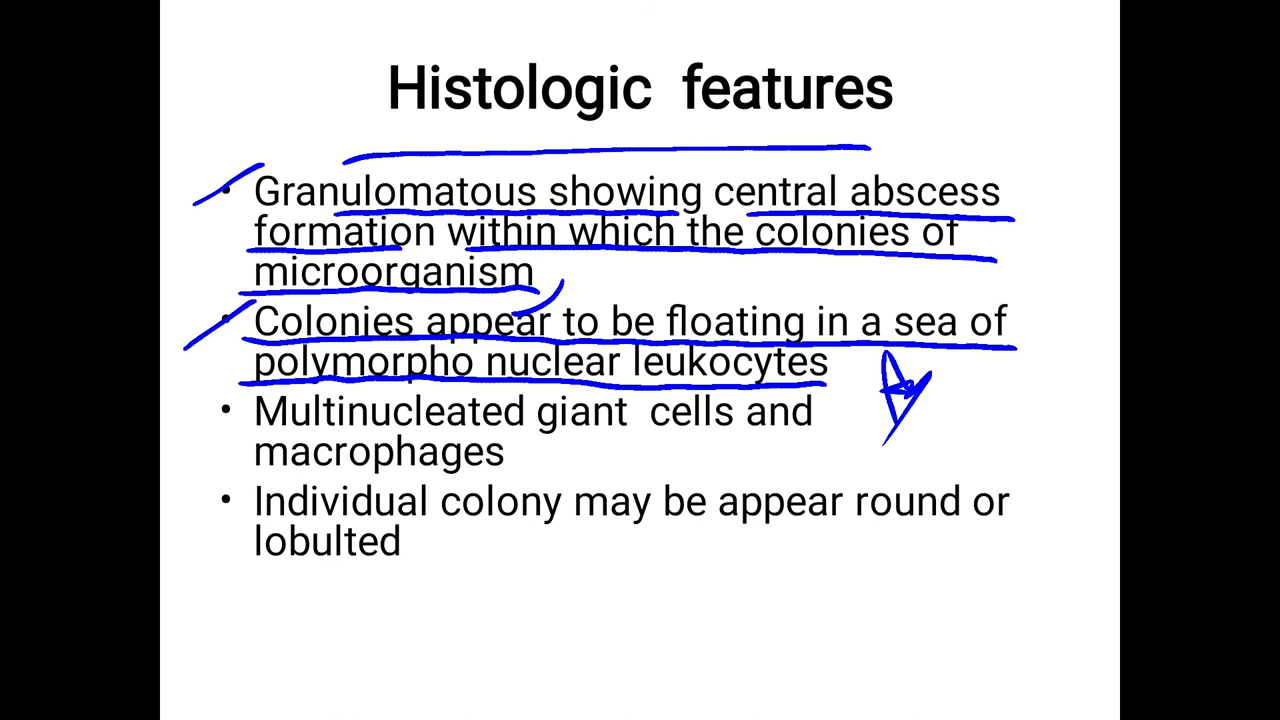 Histologic features
• Granulomatous showing central abscess
formation within which the colonies of
microorganism
• Colonies appear to be floating in a sea of
polymorpho nuclear leukocytes
• Multinucleated giant cells and
macrophages
• Individual colony may be appear round or
lobulted